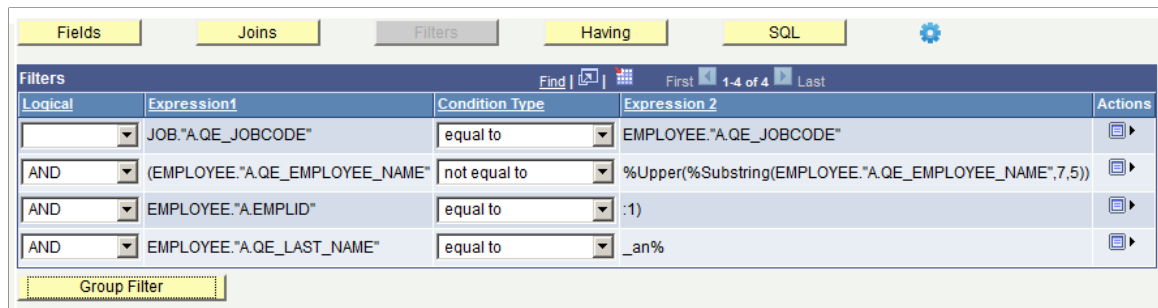 Fields Joins Filters Having SQL
Filters Find | | First 1-4 of 4 Last
Logical Expression1 Condition Type Expression 2 Actions
JOB."A.QE_JOBCODE" equal to EMPLOYEE."A.QE_JOBCODE"
AND (EMPLOYEE."A.QE_EMPLOYEE_NAME" not equal to %Upper(%Substring(EMPLOYEE."A.QE_EMPLOYEE_NAME",7,5))
AND EMPLOYEE."A.EMPLID" equal to :1)
AND EMPLOYEE."A.QE_LAST_NAME" equal to _an%
Group Filter